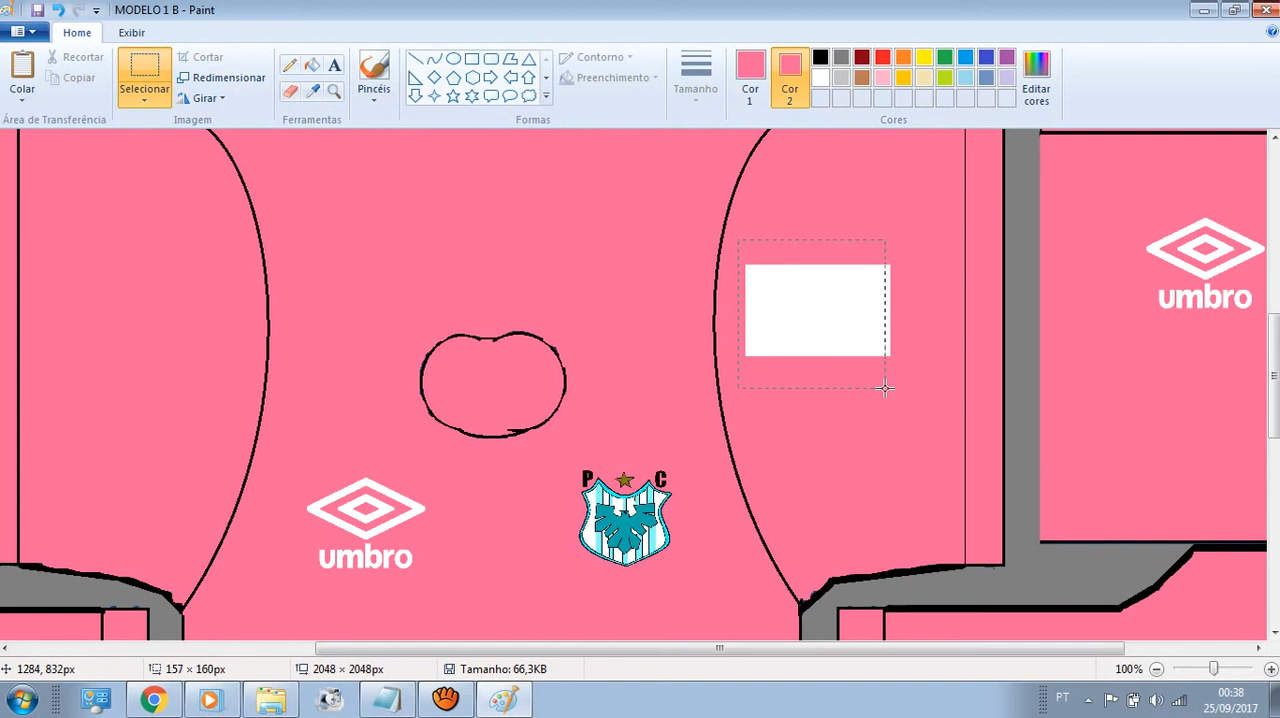 MODELO 1 B - Paint
Home
Exibir
Colar
Recortar
Copiar
Área de Transferência
Selecionar
Cortar
Redimensionar
Girar
Imagem
A
Ferramentas
Pincéis
Formas
Contorno
Preenchimento
Tamanho
Cor
1
Cor
2
Editar
cores
Cores
umbro
P C
umbro
1284, 832px
157 × 160px
2048 × 2048px
Tamanho: 66,3KB
100%
PT
00:38
25/09/2017